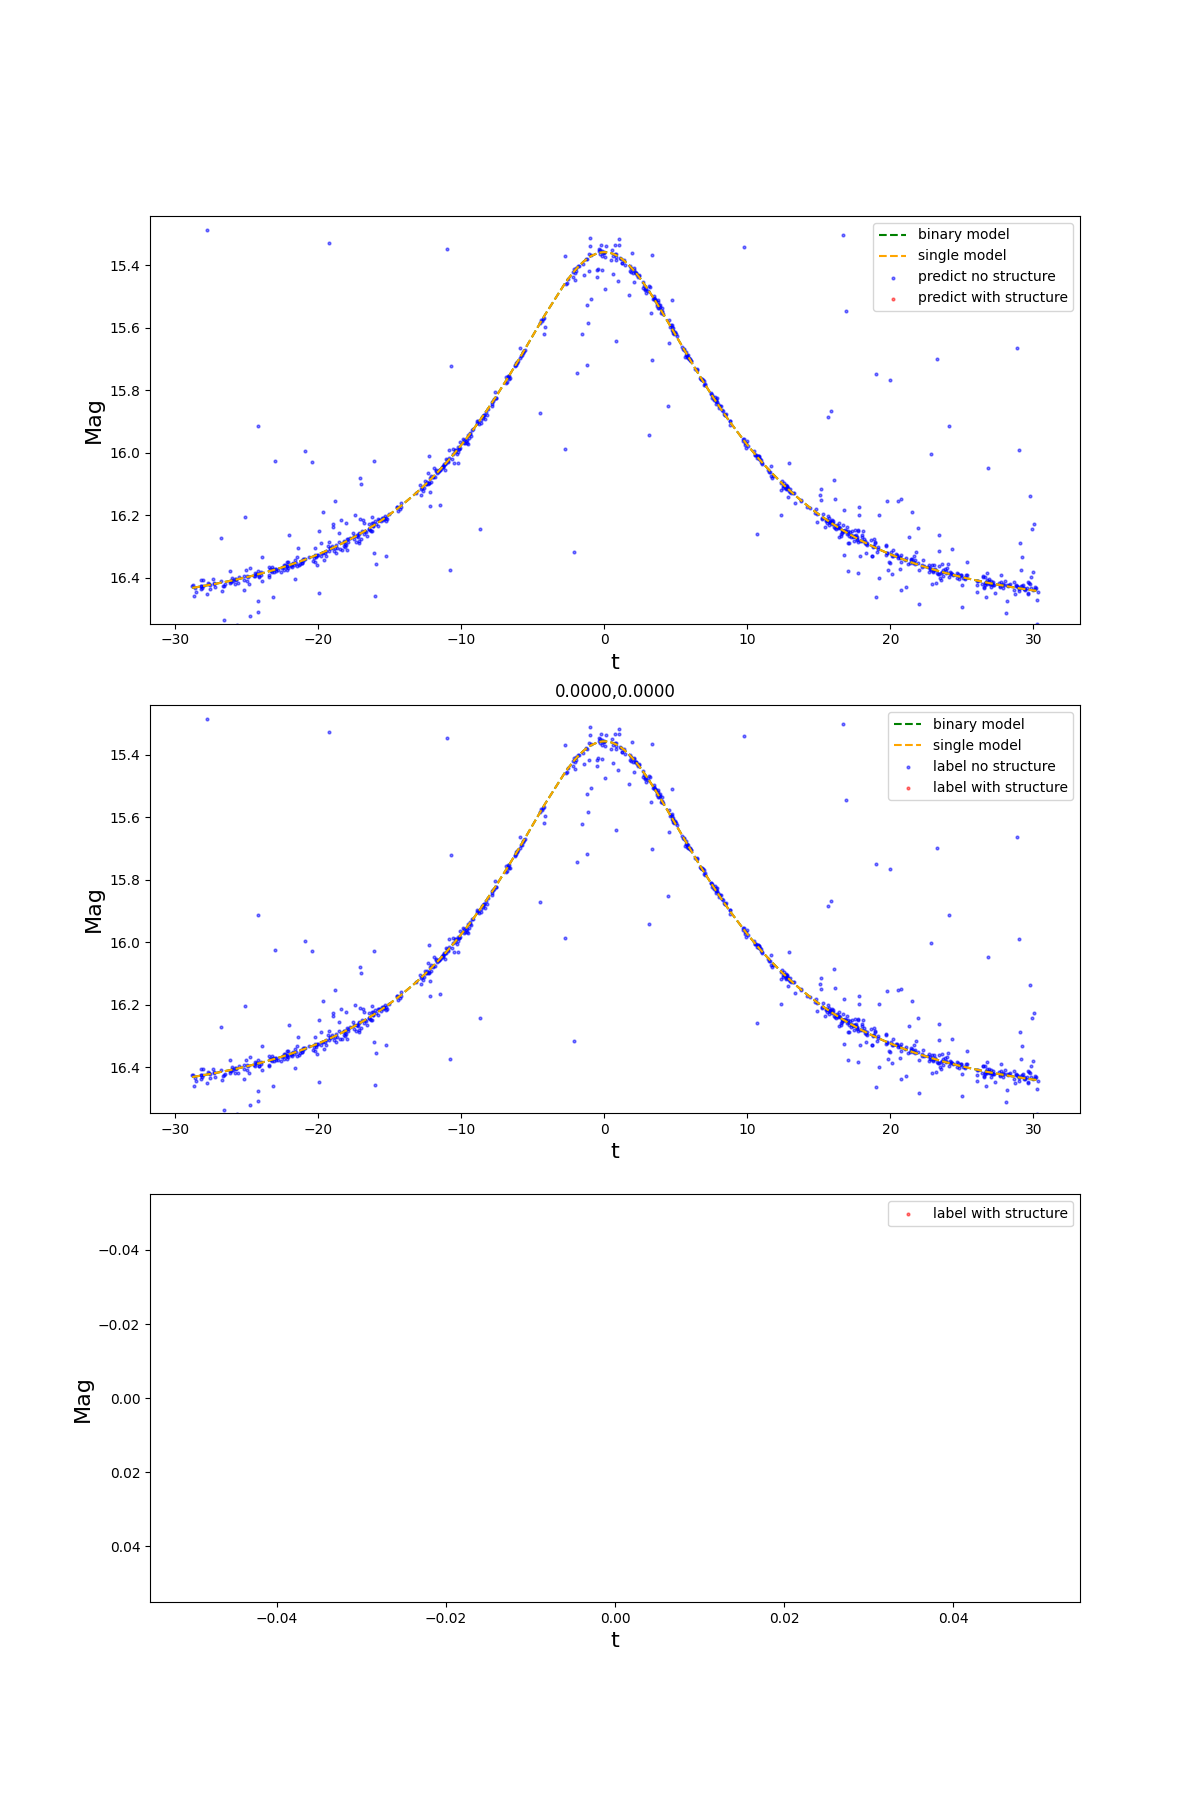 binary model
single model
predict no structure
predict with structure
15.4
15.6
15.8
16.0
16.2
16.4
Mag
−30
−20
−10
0
10
20
30
t
0.0000,0.0000
binary model
single model
label no structure
label with structure
15.4
15.6
15.8
16.0
16.2
16.4
Mag
−30
−20
−10
0
10
20
30
t
label with structure
−0.04
−0.02
0.00
0.02
0.04
Mag
−0.04
−0.02
0.00
0.02
0.04
t